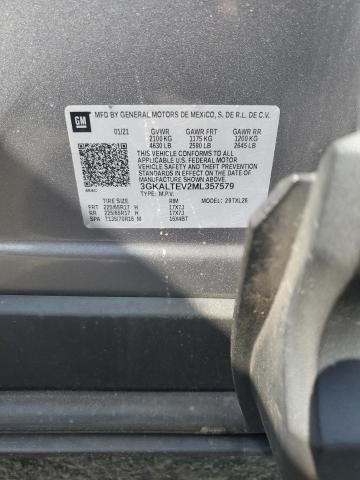 GM
MFD BY GENERAL MOTORS DE MEXICO, S. DE R.L. DE C.V.
01/21 GVWR GAWR FRT GAWR RR
2100 KG 1175 KG 1200 KG
4630 LB 2590 LB 2645 LB
THIS VEHICLE CONFORMS TO ALL
APPLICABLE U.S. FEDERAL MOTOR
VEHICLE SAFETY AND THEFT PREVENTION
STANDARDS IN EFFECT ON THE DATE OF
MANUFACTURE SHOWN ABOVE.
3GKALTEV2ML357579
TYPE: M.P.V. MODEL: 29TXL26
TIRE SIZE RIM
FRT 225/65R17 H 17X7J
RR 225/65R17 H 17X7J
SPA T135/70R16 M 16X4BT